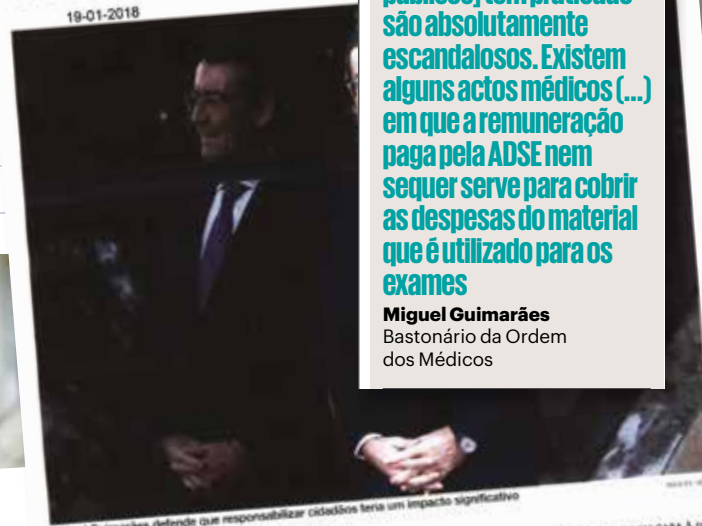 19-01-2018
são absolutamente
escandalosos. Existem
alguns actos médicos (...)
em que a remuneração
paga pela ADSE nem
sequer serve para cobrir
as despesas do material
que é utilizado para os
exames
Miguel Guimarães
Bastonário da Ordem
dos Médicos
Guimarães defende que responsabilizar cidadãos teria um impacto significativo